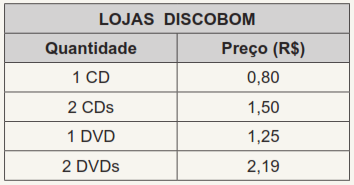 LOJAS DISCOBOM
Quantidade Preço (R$)
1 CD 0,80
2 CDs 1,50
1 DVD 1,25
2 DVDs 2,19